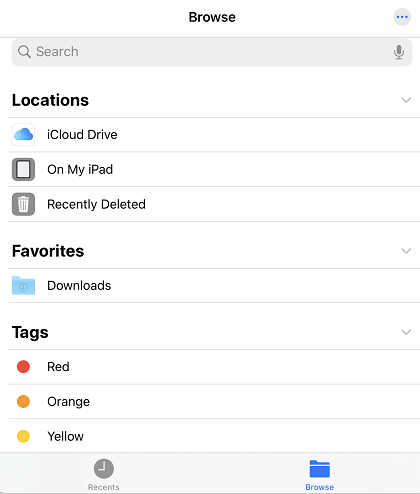 Browse
Search
Locations
iCloud Drive
On My iPad
Recently Deleted
Favorites
Downloads
Tags
Red
Orange
Yellow
Recents
Browse